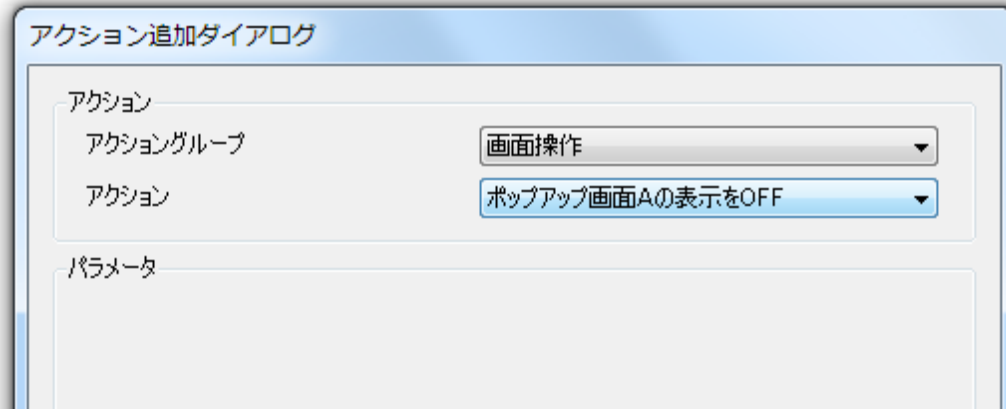 アクション追加ダイアログ
アクション
アクショングループ 画面操作
アクション ポップアップ画面Aの表示をOFF
パラメータ